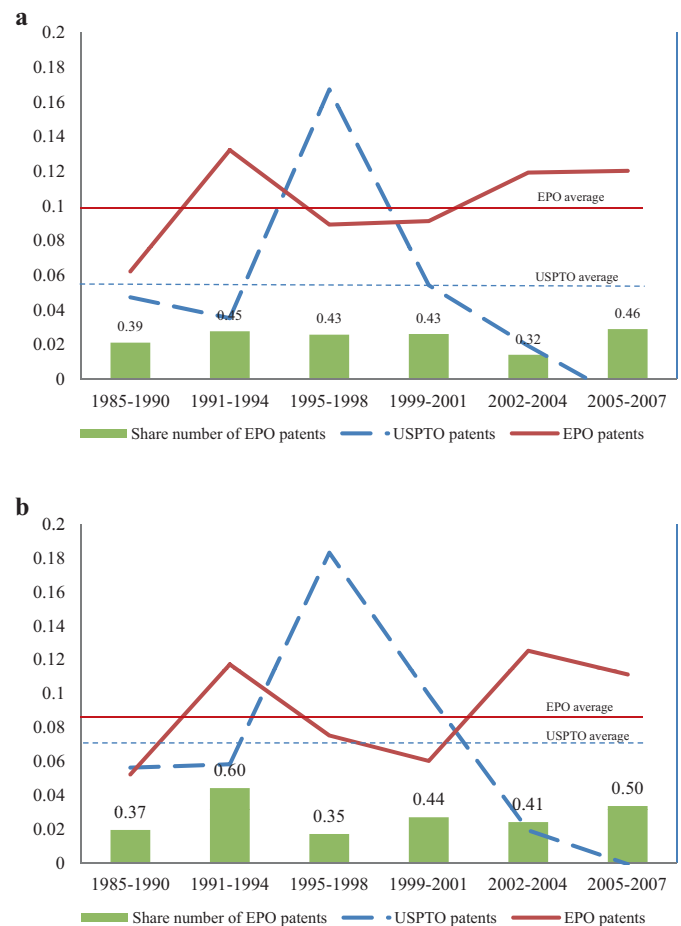 a
0.2
0.18
0.16
0.14
0.12
0.1
0.08
0.06
0.04
0.02
0
EPO average
USPTO average
0.39 0.45 0.43 0.43 0.32 0.46
1985-1990 1991-1994 1995-1998 1999-2001 2002-2004 2005-2007
Share number of EPO patents USPTO patents EPO patents
b
0.2
0.18
0.16
0.14
0.12
0.1
0.08
0.06
0.04
0.02
0
EPO average
USPTO average
0.37 0.60 0.35 0.44 0.41 0.50
1985-1990 1991-1994 1995-1998 1999-2001 2002-2004 2005-2007
Share number of EPO patents USPTO patents EPO patents